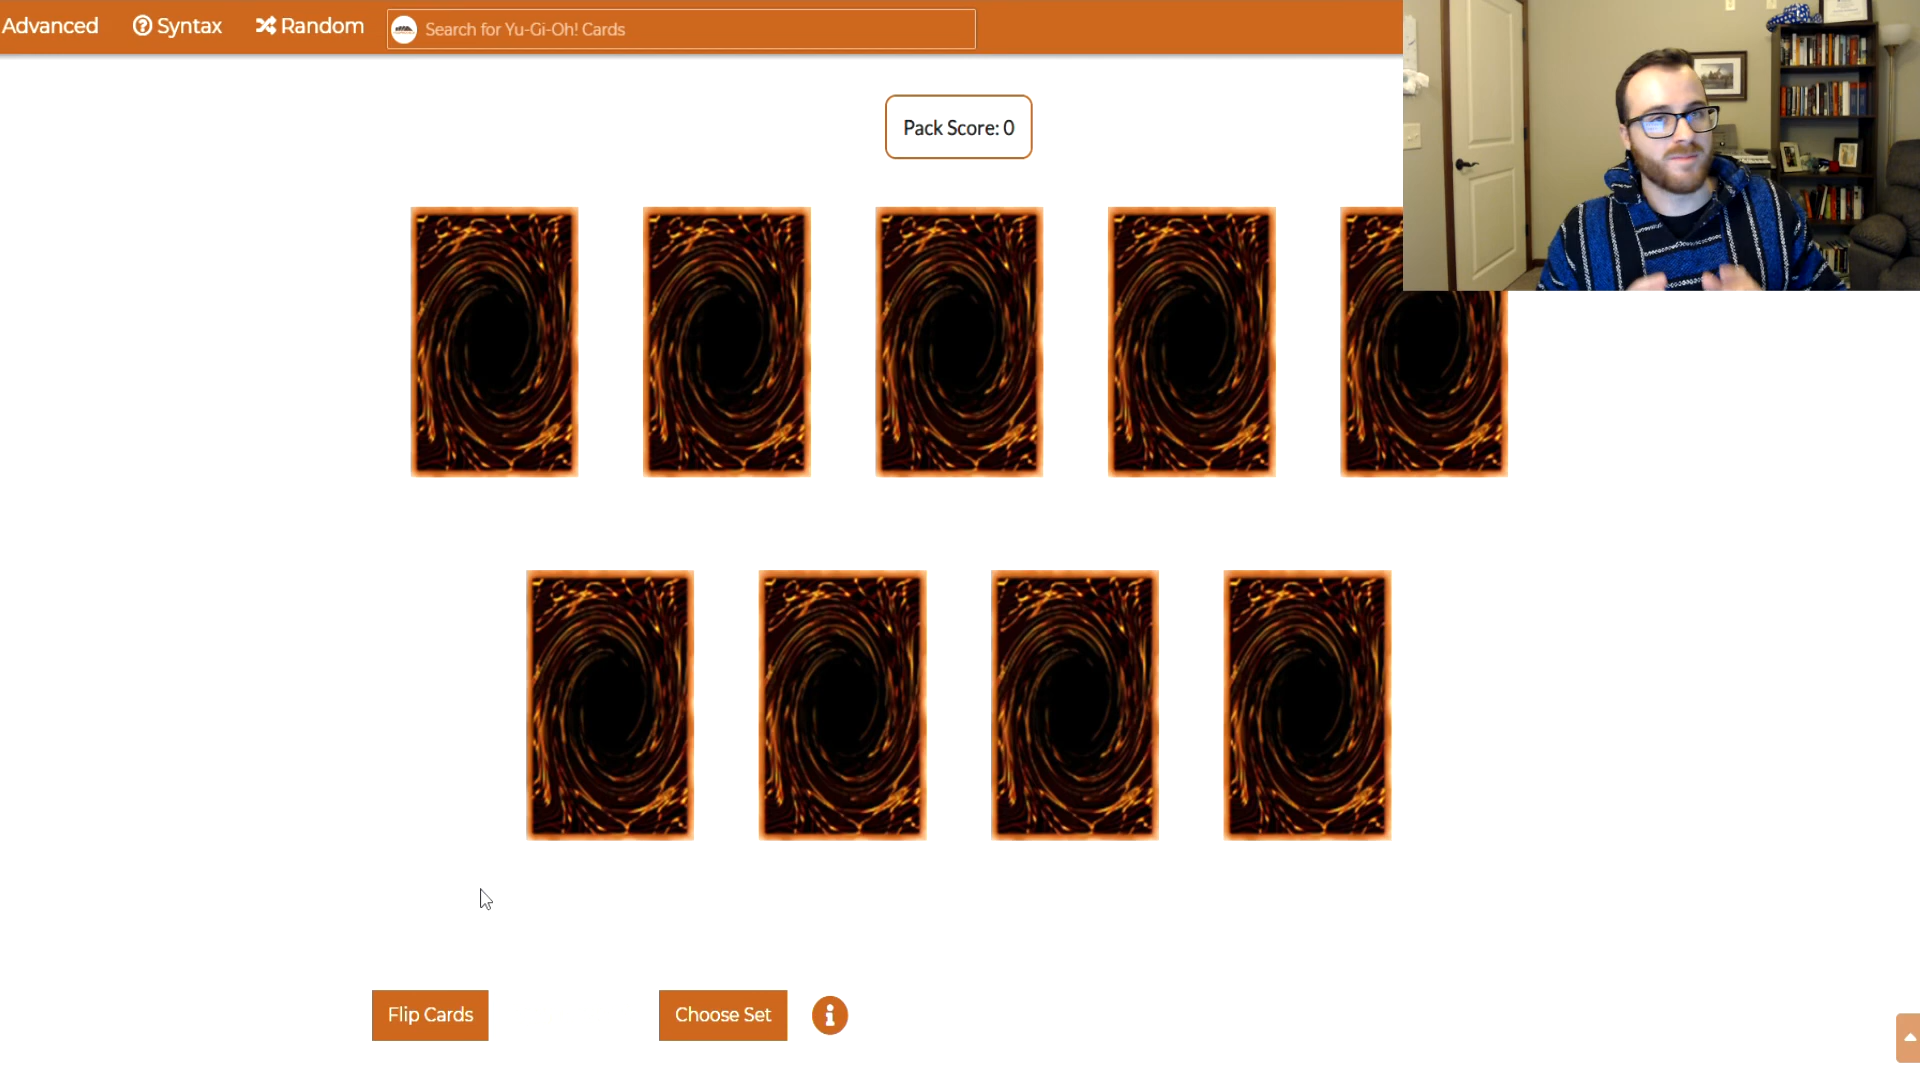 Advanced
Syntax
Random
Search for Yu-Gi-Oh! Cards
Pack Score: 0
Flip Cards
Choose Set